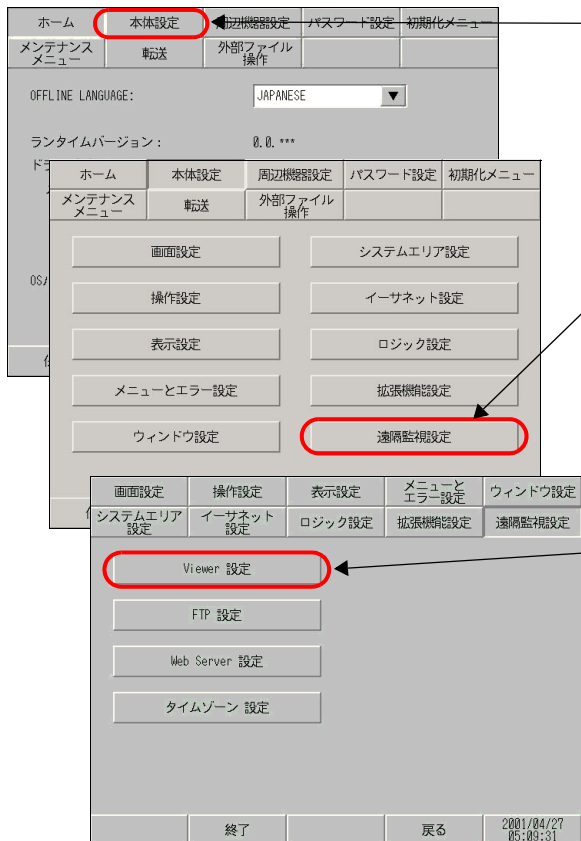 ホーム 本体設定 周辺機器設定 パスワード設定 初期化メニュー
メンテナンス
メニュー 転送 外部ファイル
操作
OFFLINE LANGUAGE: JAPANESE
ランタイムバージョン: 0.0.***
ホーム 本体設定 周辺機器設定 パスワード設定 初期化メニュー
メンテナンス
メニュー 転送 外部ファイル
操作
画面設定 システムエリア設定
操作設定 イーサネット設定
表示設定 ロジック設定
メニューとエラー設定 拡張機能設定
ウィンドウ設定 遠隔監視設定
画面設定 操作設定 表示設定 メニューと
エラー設定 ウィンドウ設定
システムエリア
設定 イーサネット
設定 ロジック設定 拡張機能設定 遠隔監視設定
Viewer 設定
FTP 設定
Web Server 設定
タイムゾーン 設定
終了 戻る 2001/04/27
05:09:31